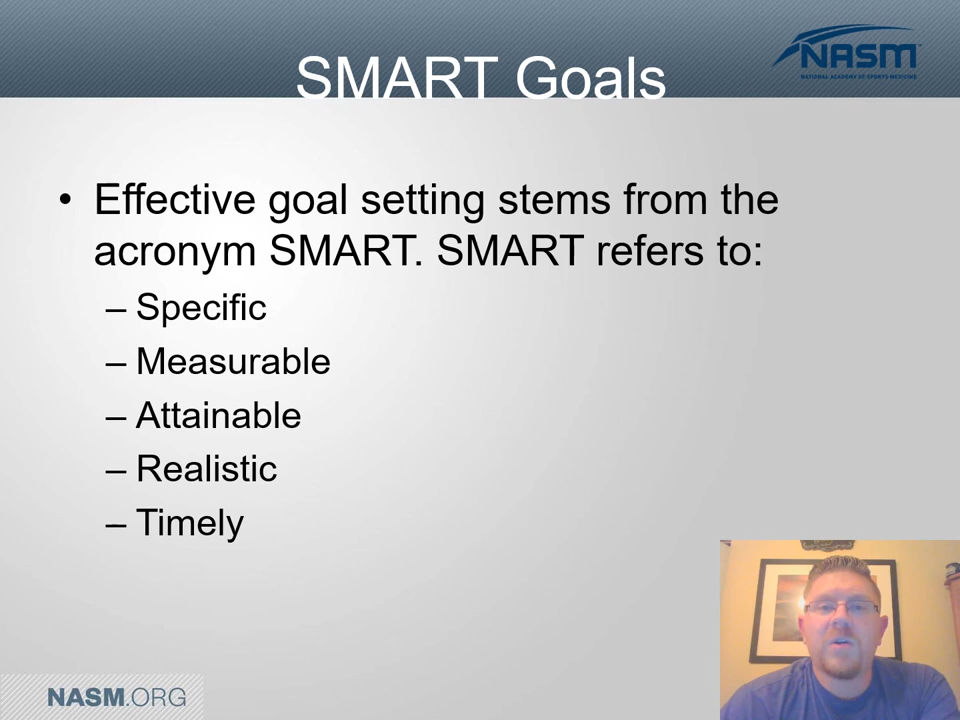 NASM
NATIONAL ACADEMY OF SPORTS MEDICINE
SMART Goals
• Effective goal setting stems from the
acronym SMART. SMART refers to:
– Specific
– Measurable
– Attainable
– Realistic
– Timely
NASM.ORG